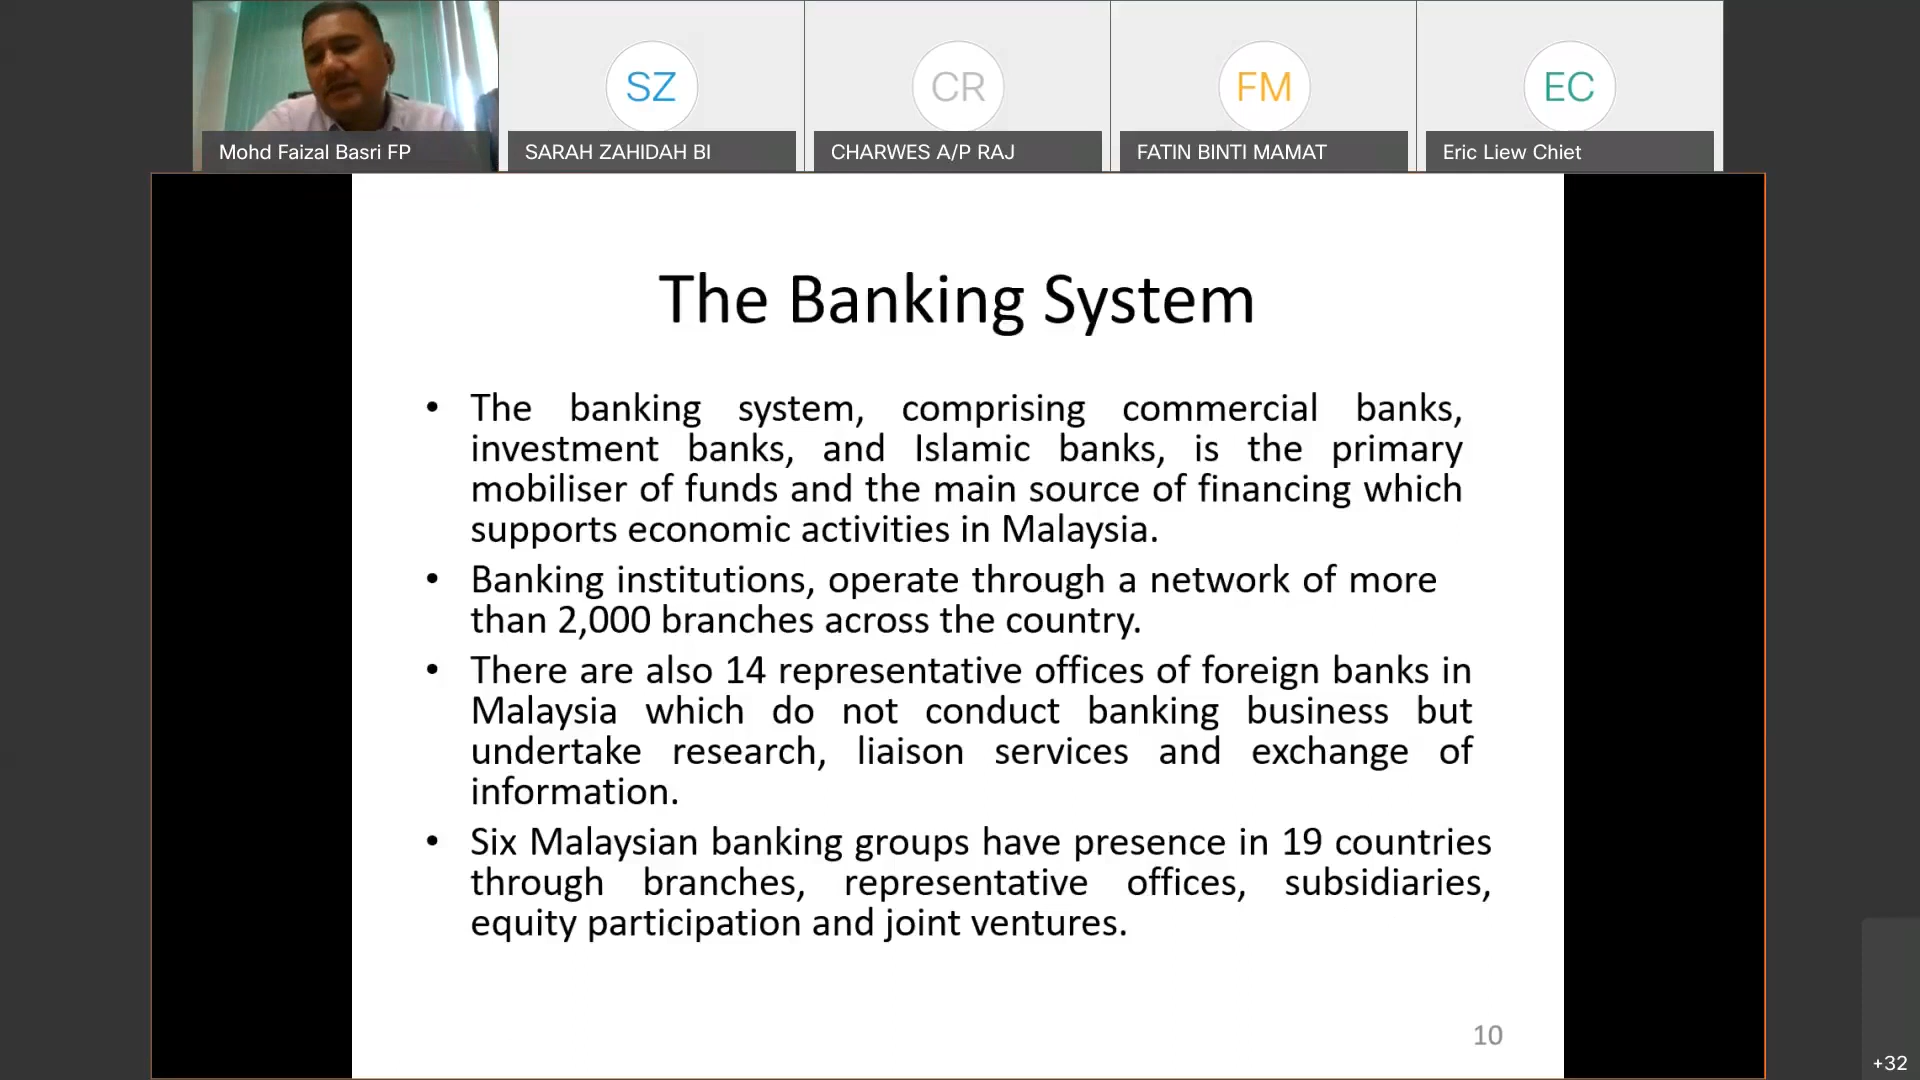 SZ
CR
FM
EC
Mohd Faizal Basri FP
SARAH ZAHIDAH BI
CHARWES A/P RAJ
FATIN BINTI MAMAT
Eric Liew Chiet
The Banking System
• The banking system, comprising commercial banks,
investment banks, and Islamic banks, is the primary
mobiliser of funds and the main source of financing which
supports economic activities in Malaysia.
• Banking institutions, operate through a network of more
than 2,000 branches across the country.
• There are also 14 representative offices of foreign banks in
Malaysia which do not conduct banking business but
undertake research, liaison services and exchange of
information.
• Six Malaysian banking groups have presence in 19 countries
through branches, representative offices, subsidiaries,
equity participation and joint ventures.
10
+32